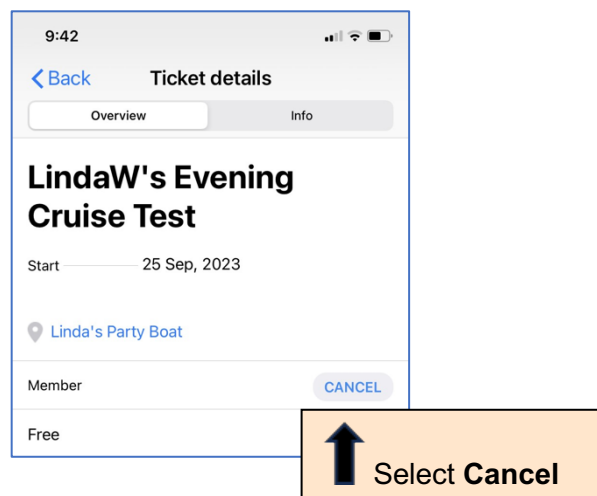 9:42
Back Ticket details
Overview Info
LindaW's Evening
Cruise Test
Start 25 Sep, 2023
Linda's Party Boat
Member CANCEL
Free
Select Cancel